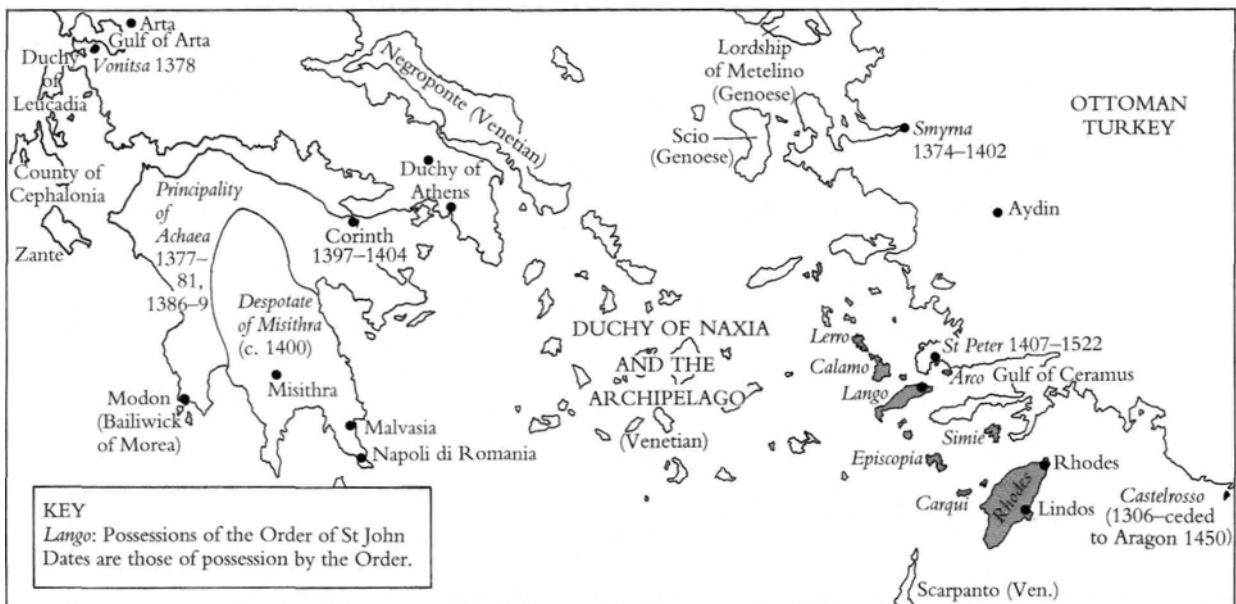 Arta
Gulf of Arta
Vonitsa 1378
Duchy
of
Leucadia
County of
Cephalonia
Zante
Principality
of
Achaea
1377–
81,
1386–9
Negroponte (Venetian)
Duchy of
Athens
Corinth
1397–1404
Despotate
of Misithra
(c. 1400)
Misithra
Modon
(Bailiwick
of Morea)
Malvasia
Napoli di Romania
Lordship
of Metelino
(Genoese)
Scio
(Genoese)
Smyrna
1374–1402
OTTOMAN
TURKEY
Aydin
DUCHY OF NAXIA
AND THE
ARCHIPELAGO
(Venetian)
Lerro
Calamo
Lango
St Peter 1407–1522
Arco
Gulf of Ceramus
Simie
Episcopia
Carqui
Rhodes
Rhodes
Lindos
Castelrosso
(1306–ceded
to Aragon 1450)
Scarpanto (Ven.)
KEY
Lango: Possessions of the Order of St John
Dates are those of possession by the Order.